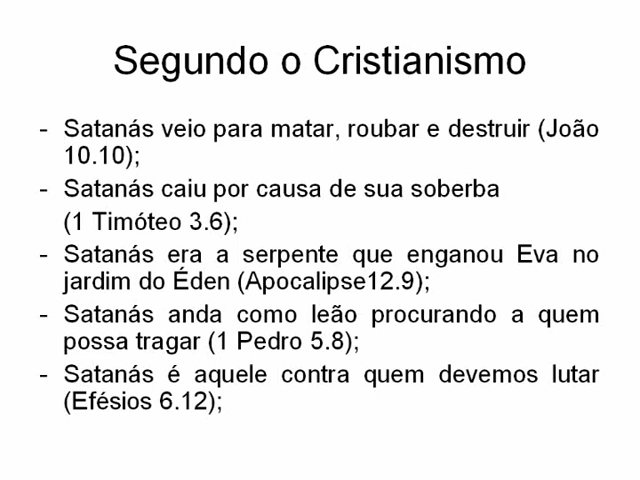 Segundo o Cristianismo
- Satanás veio para matar, roubar e destruir (João
10.10);
- Satanás caiu por causa de sua soberba
(1 Timóteo 3.6);
- Satanás era a serpente que enganou Eva no
jardim do Éden (Apocalipse12.9);
- Satanás anda como leão procurando a quem
possa tragar (1 Pedro 5.8);
- Satanás é aquele contra quem devemos lutar
(Efésios 6.12);